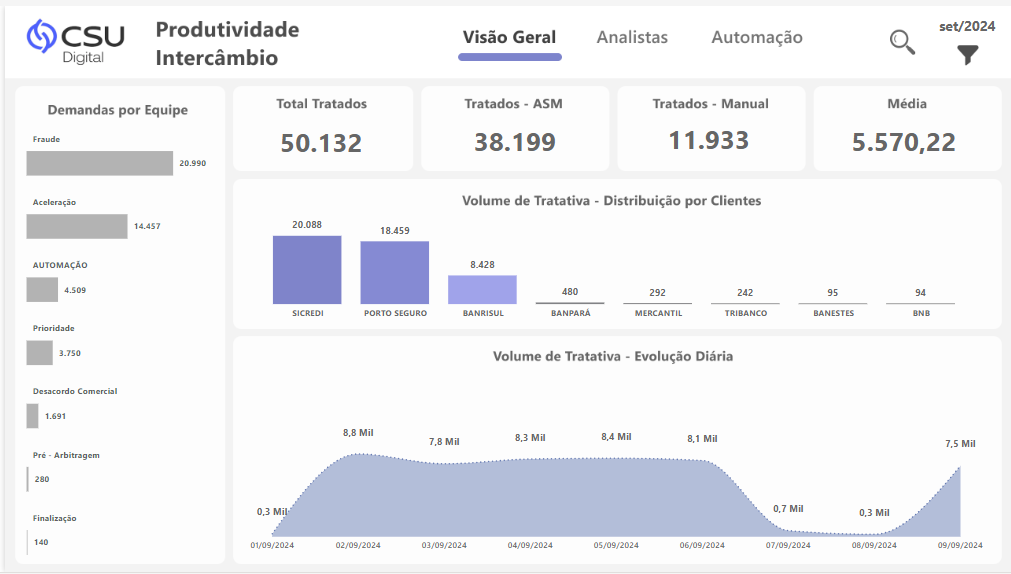 CSU
Digital
Produtividade
Intercâmbio
Visão Geral
Analistas
Automação
set/2024
Demandas por Equipe
Fraude
20.990
Aceleração
14.457
AUTOMAÇÃO
4.509
Prioridade
3.750
Desacordo Comercial
1.691
Pré - Arbitragem
280
Finalização
140
Total Tratados
50.132
Tratados - ASM
38.199
Tratados - Manual
11.933
Média
5.570,22
Volume de Tratativa - Distribuição por Clientes
20.088
18.459
8.428
480
292
242
95
94
SICREDI
PORTO SEGURO
BANRISUL
BANPARÁ
MERCANTIL
TRIBANCO
BANESTES
BNB
Volume de Tratativa - Evolução Diária
0,3 Mil
8,8 Mil
7,8 Mil
8,3 Mil
8,4 Mil
8,1 Mil
0,7 Mil
0,3 Mil
7,5 Mil
01/09/2024
02/09/2024
03/09/2024
04/09/2024
05/09/2024
06/09/2024
07/09/2024
08/09/2024
09/09/2024